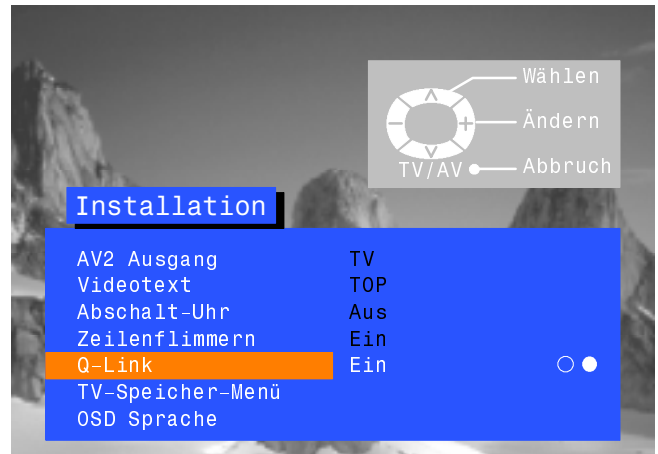 Wählen
Ändern
TV/AV Abbruch
Installation
AV2 Ausgang TV
Videotext TOP
Abschalt-Uhr Aus
Zeilenflimmern Ein
Q-Link Ein
TV-Speicher-Menü
OSD Sprache